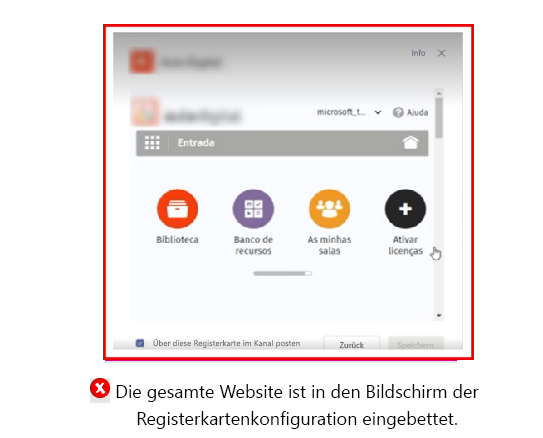 Info
microsoft_t...
Ajuda
Entrada
Biblioteca
Banco de
recursos
As minhas
salas
Ativar
licenças
Über diese Registerkarte im Kanal posten
Zurück
Speichern
Die gesamte Website ist in den Bildschirm der
Registerkartenkonfiguration eingebettet.